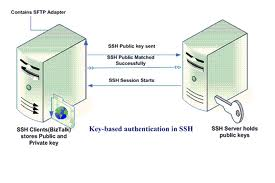 Contains SFTP Adapter
SSH Public key sent
SSH Public Matched
Successfully
SSH Session Starts
SSH Clients(BizTalk)
stores Public and
Private key
Key-based authentication in SSH
SSH Server holds
public keys